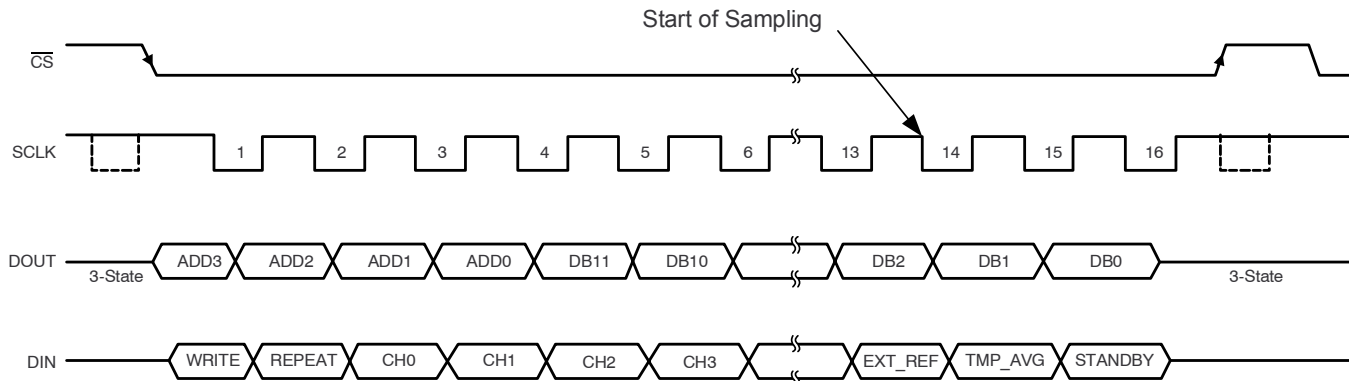 Start of Sampling
CS
SCLK 1 2 3 4 5 6 13 14 15 16
DOUT 3-State ADD3 ADD2 ADD1 ADD0 DB11 DB10 DB2 DB1 DB0 3-State
DIN WRITE REPEAT CH0 CH1 CH2 CH3 EXT_REF TMP_AVG STANDBY